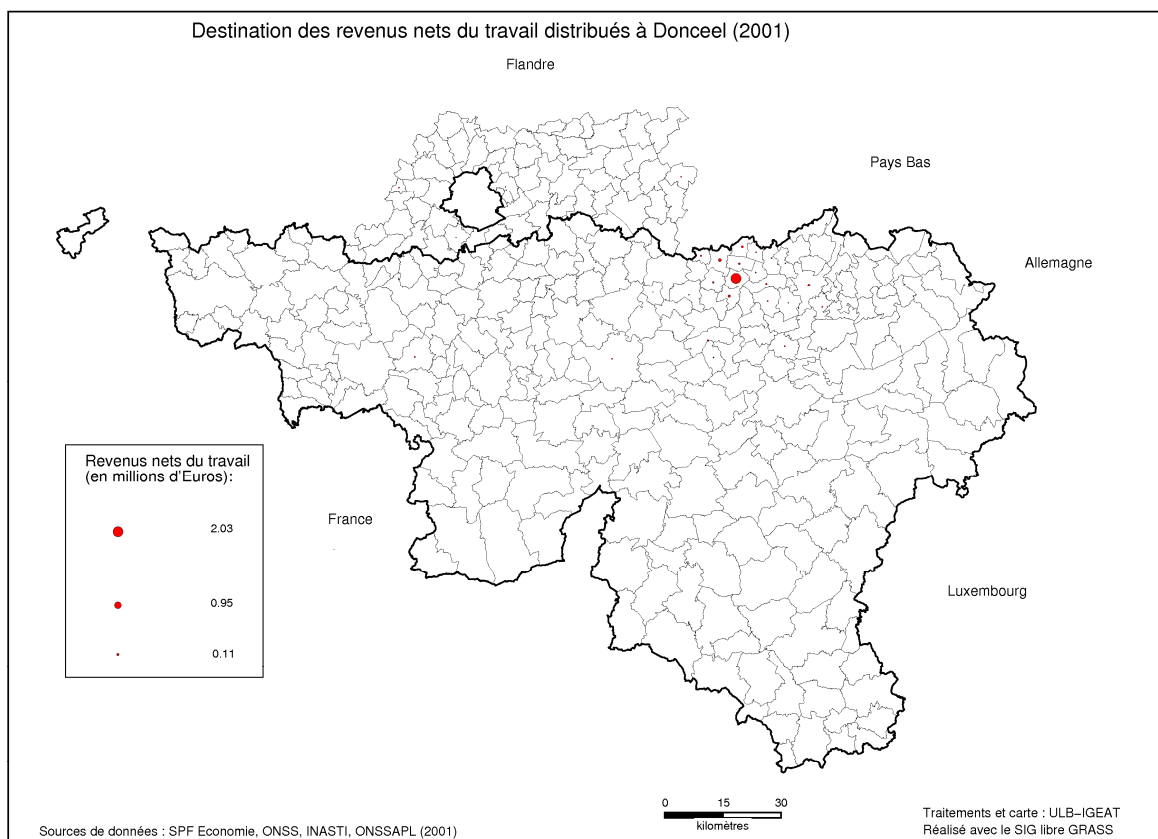 Destination des revenus nets du travail distribués à Donceel (2001)
Flandre
Pays Bas
Allemagne
Revenus nets du travail
(en millions d'Euros):
2.03
0.95
0.11
France
Luxembourg
0 15 30
kilomètres
Sources de données : SPF Economie, ONSS, INASTI, ONSSAPL (2001)
Traitements et carte : ULB-IGEAT
Réalisé avec le SIG libre GRASS